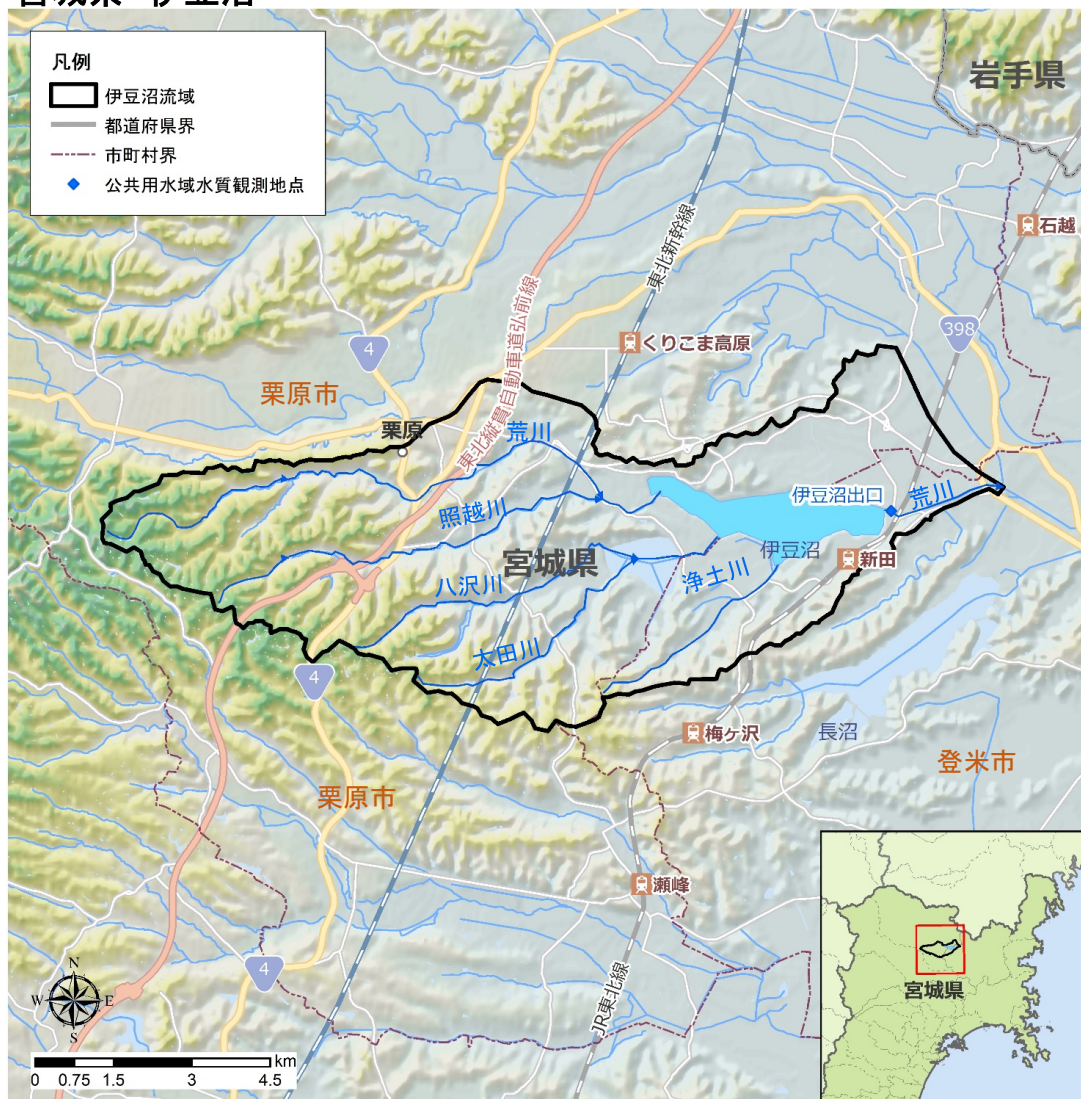 宮城県 伊豆沼
凡例
伊豆沼流域
都道府県界
市町村界
公共用水域水質観測地点
岩手県
石越
東北新幹線
東北縦貫自動車道弘前線
398
くりこま高原
4
栗原市
栗原
荒川
照越川
伊豆沼出口
荒川
宮城県
伊豆沼
新田
八沢川
浄土川
太田川
4
梅ヶ沢
長沼
登米市
栗原市
瀬峰
4
JR東北線
宮城県
N
W
E
S
km
0 0.75 1.5 3 4.5